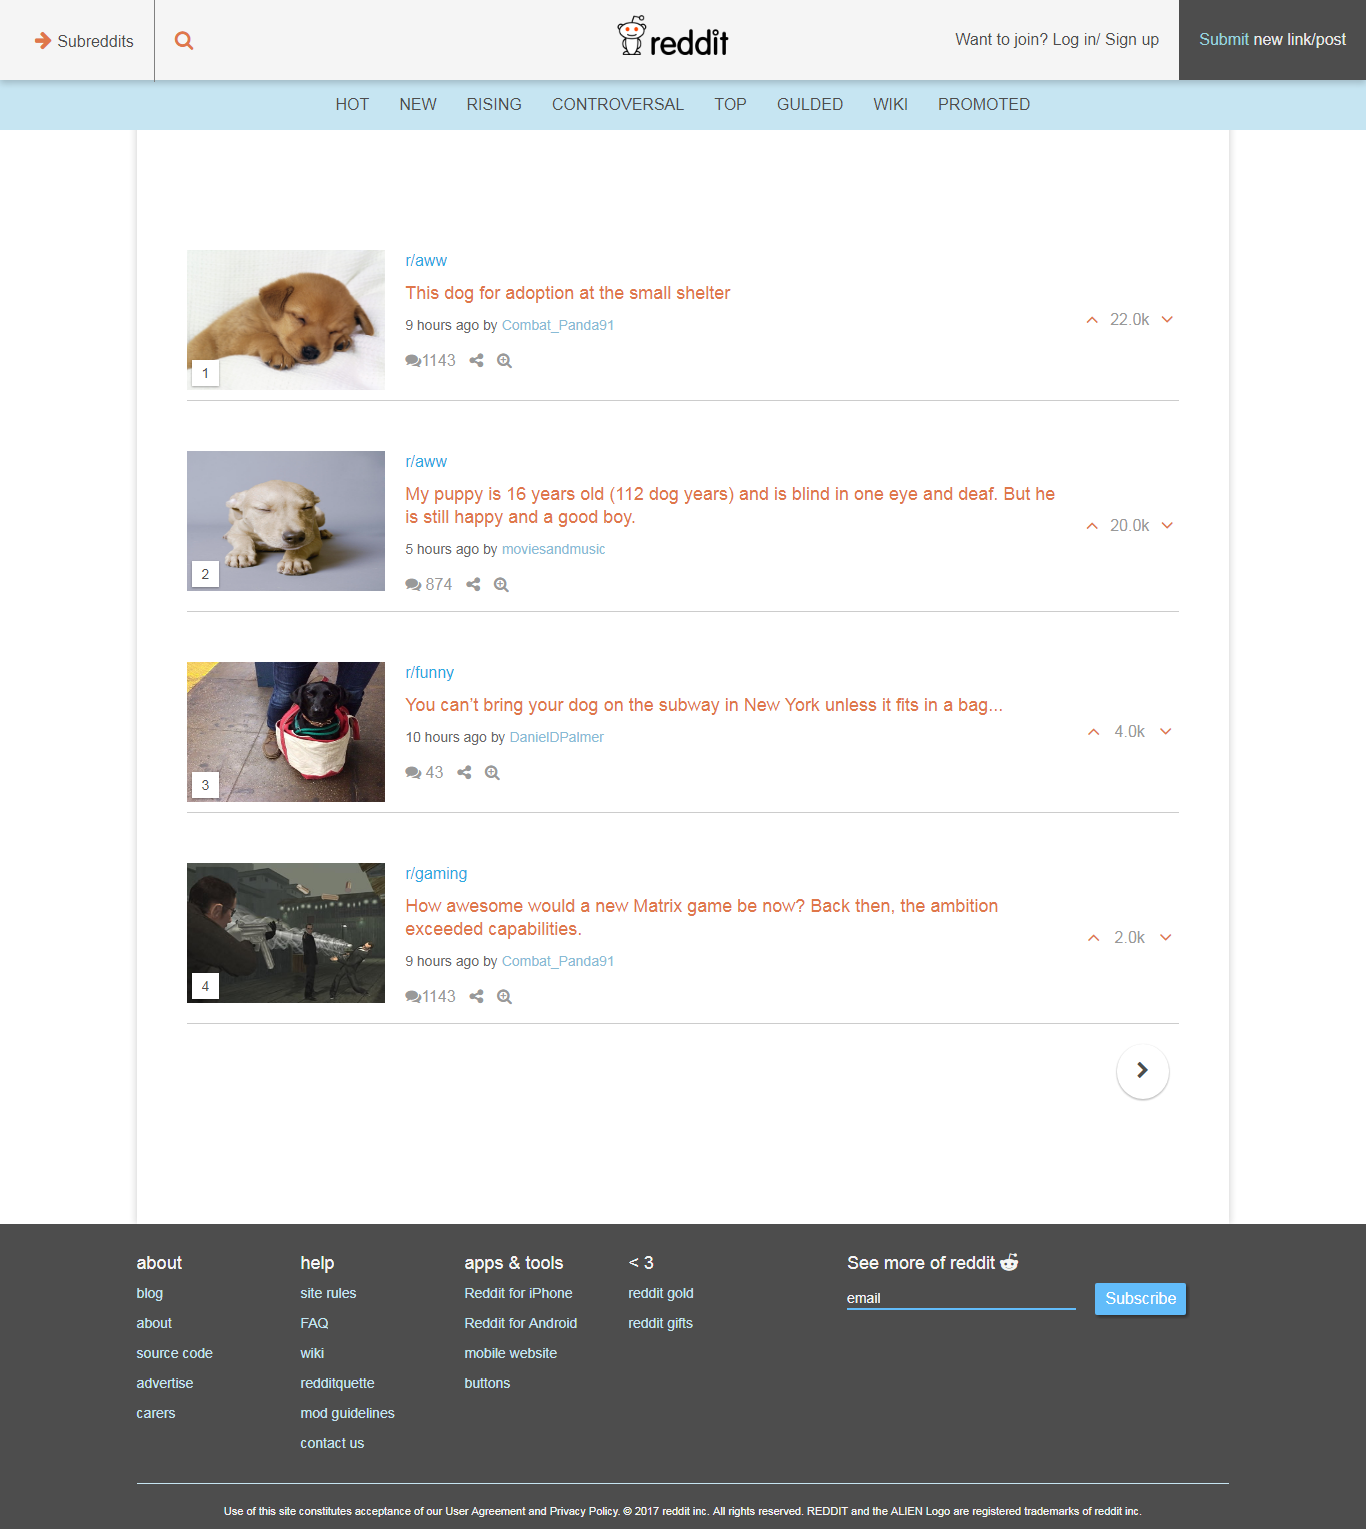 Subreddits
reddit
Want to join? Log in/ Sign up
Submit new link/post
HOT NEW RISING CONTROVERSAL TOP GULDED WIKI PROMOTED
r/aww
This dog for adoption at the small shelter
9 hours ago by Combat_Panda91
22.0k
1143
1
r/aww
My puppy is 16 years old (112 dog years) and is blind in one eye and deaf. But he
is still happy and a good boy.
20.0k
5 hours ago by moviesandmusic
874
2
r/funny
You can’t bring your dog on the subway in New York unless it fits in a bag...
10 hours ago by DanielDPalmer
4.0k
43
3
r/gaming
How awesome would a new Matrix game be now? Back then, the ambition
exceeded capabilities.
2.0k
9 hours ago by Combat_Panda91
1143
4
about
blog
about
source code
advertise
carers
help
site rules
FAQ
wiki
redditquette
mod guidelines
contact us
apps & tools
Reddit for iPhone
Reddit for Android
mobile website
buttons
< 3
reddit gold
reddit gifts
See more of reddit
email
Subscribe
Use of this site constitutes acceptance of our User Agreement and Privacy Policy. © 2017 reddit inc. All rights reserved. REDDIT and the ALIEN Logo are registered trademarks of reddit inc.